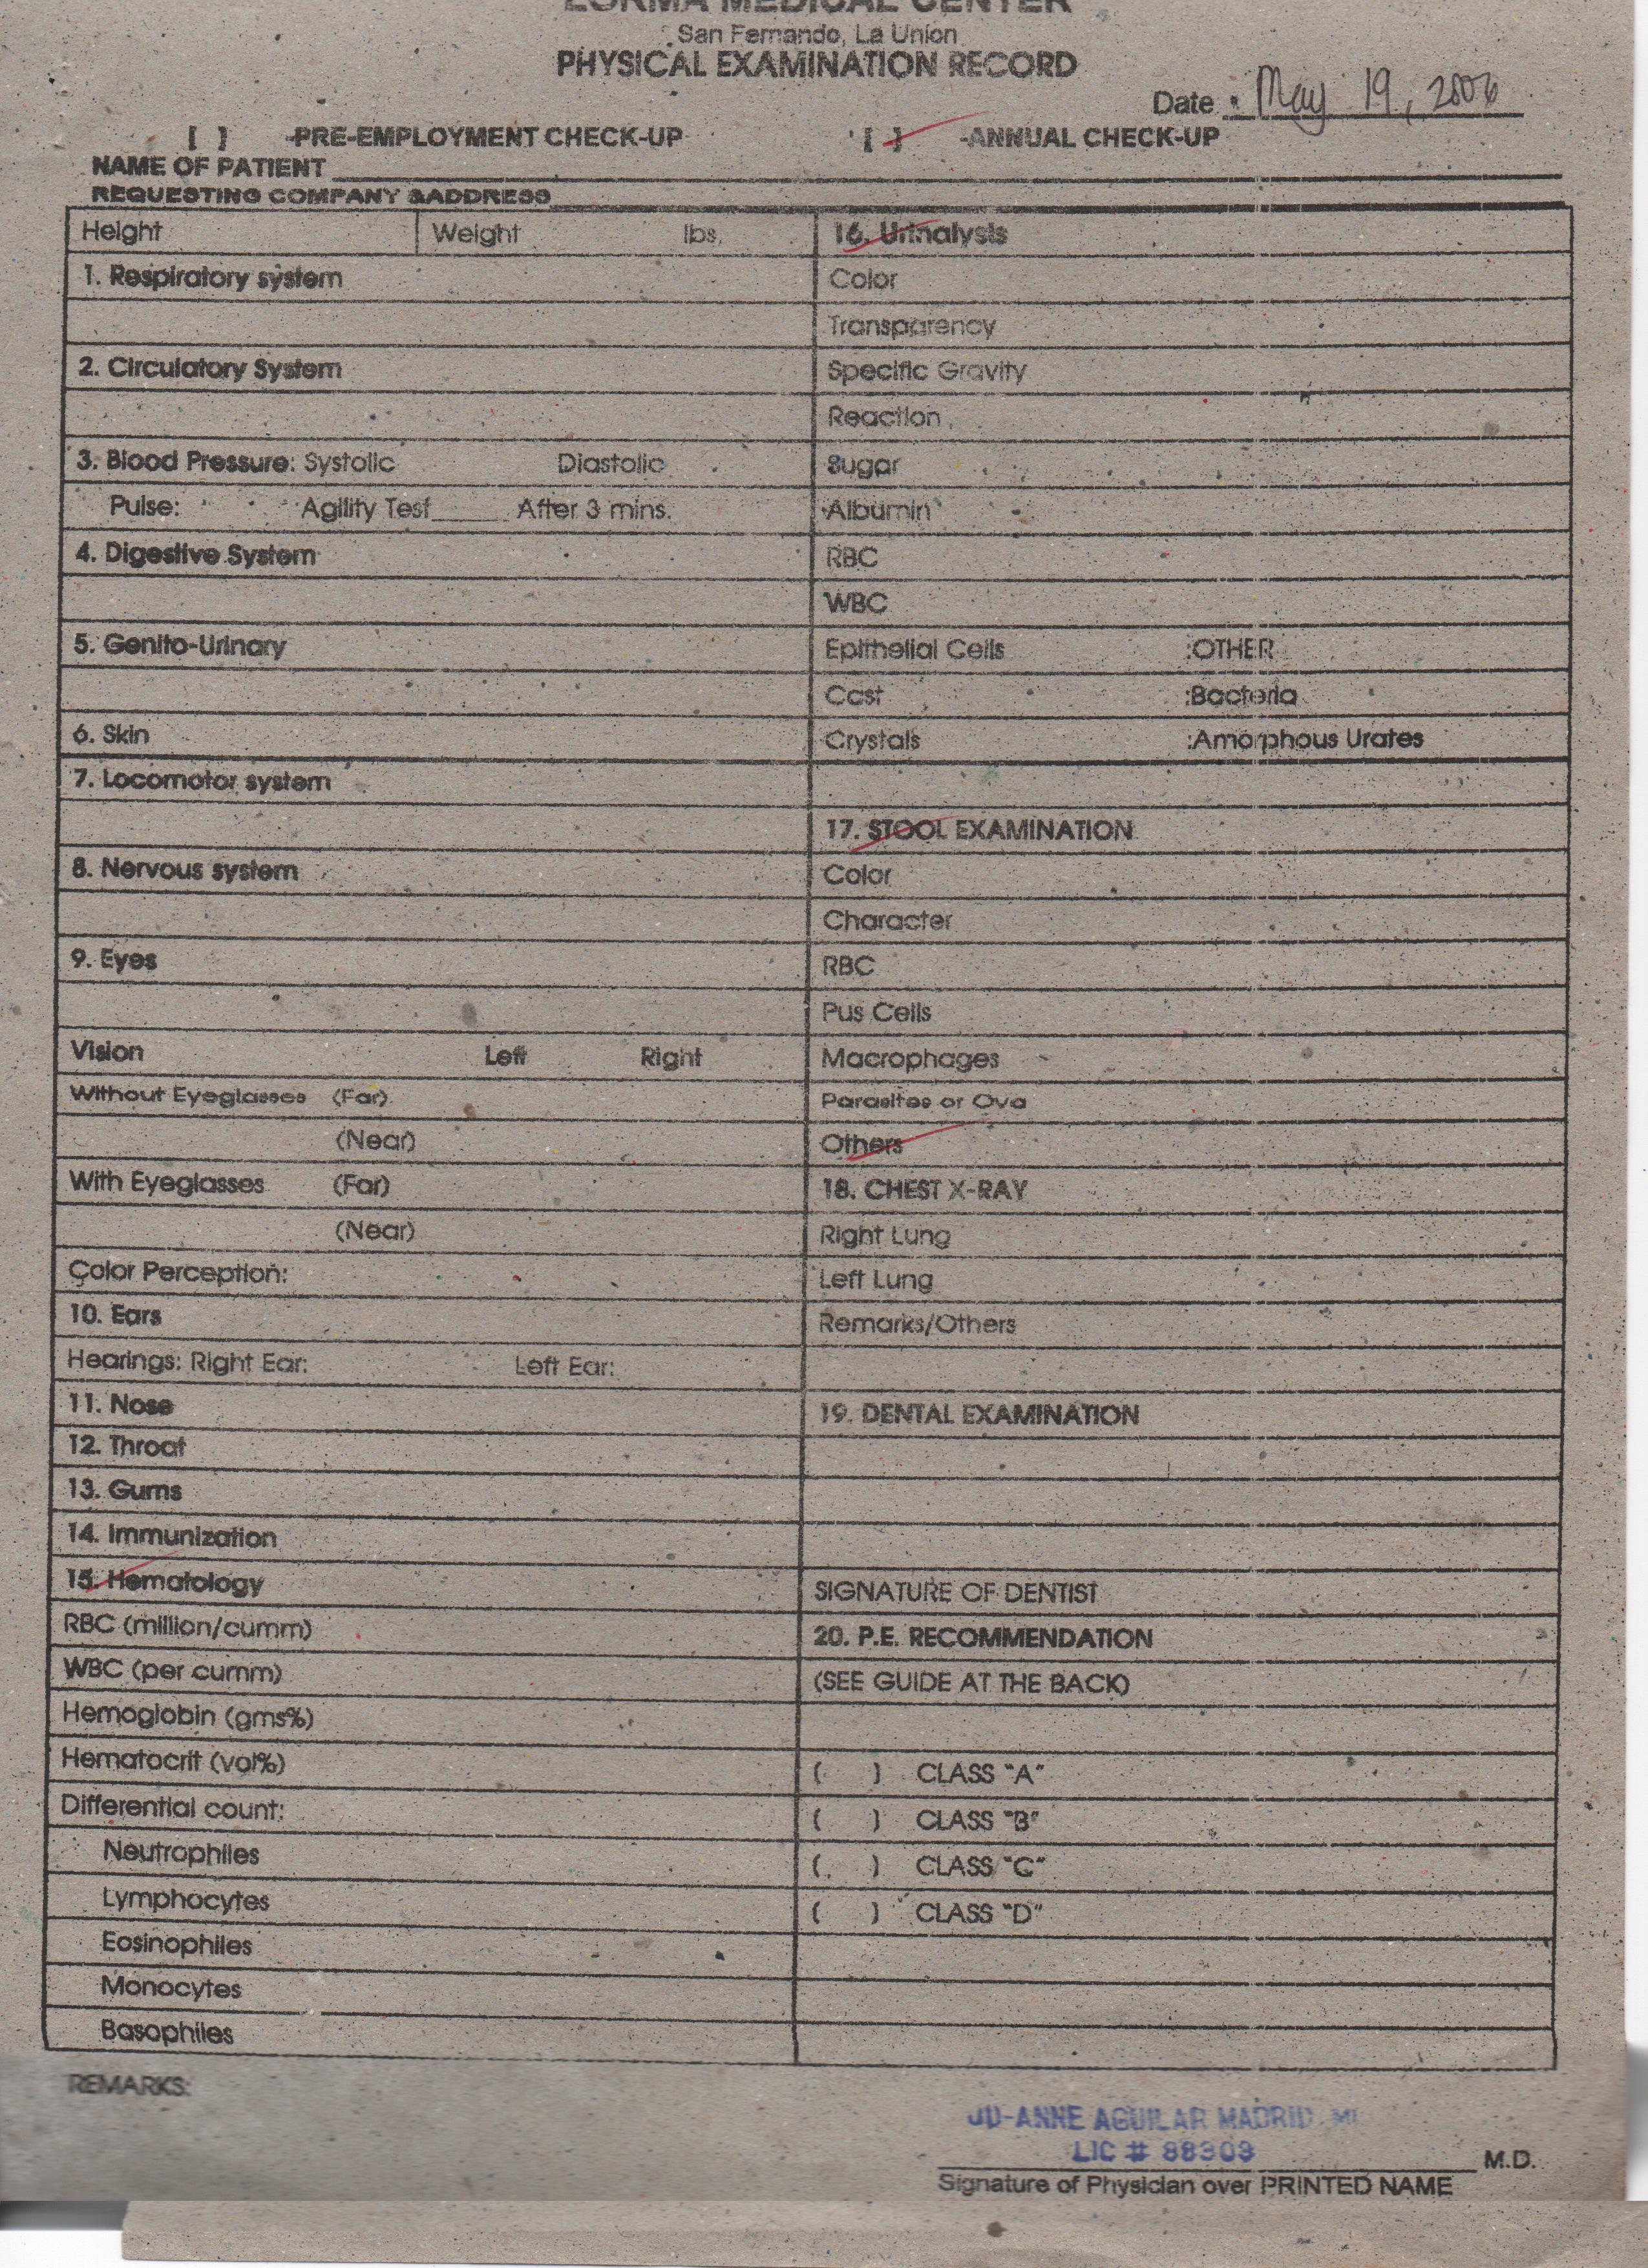 LORMA MEDICAL CENTER
San Fernando, La Union
PHYSICAL EXAMINATION RECORD
Date : May 19, 2006
[ ] -PRE-EMPLOYMENT CHECK-UP [ ] -ANNUAL CHECK-UP
NAME OF PATIENT
REQUESTING COMPANY &ADDRESS
Height Weight lbs.
1. Respiratory system
2. Circulatory System
3. Blood Pressure: Systolic Diastolic
Pulse: Agility Test_____ After 3 mins.
4. Digestive System
5. Genito-Urinary
6. Skin
7. Locomotor system
8. Nervous system
9. Eyes
Vision Left Right
Without Eyeglasses (Far)
(Near)
With Eyeglasses (Far)
(Near)
Color Perception:
10. Ears
Hearings: Right Ear: Left Ear:
11. Nose
12. Throat
13. Gums
14. Immunization
15. Hematology
RBC (million/cumm)
WBC (per cumm)
Hemoglobin (gms%)
Hematocrit (vol%)
Differential count:
Neutrophiles
Lymphocytes
Eosinophiles
Monocytes
Basophiles
16. Urinalysis
Color
Transparency
Specific Gravity
Reaction
Sugar
Albumin
RBC
WBC
Epithelial Cells :OTHER
Cast :Bacteria
Crystals :Amorphous Urates
17. STOOL EXAMINATION
Color
Character
RBC
Pus Cells
Macrophages
Parasites or Ova
Others
18. CHEST X-RAY
Right Lung
Left Lung
Remarks/Others
19. DENTAL EXAMINATION
SIGNATURE OF DENTIST
20. P.E. RECOMMENDATION
(SEE GUIDE AT THE BACK)
( ) CLASS "A"
( ) CLASS "B"
( ) CLASS "C"
( ) CLASS "D"
REMARKS:
JU-ANNE AGUILAR MADRID
LIC # 88303
M.D.
Signature of Physician over PRINTED NAME